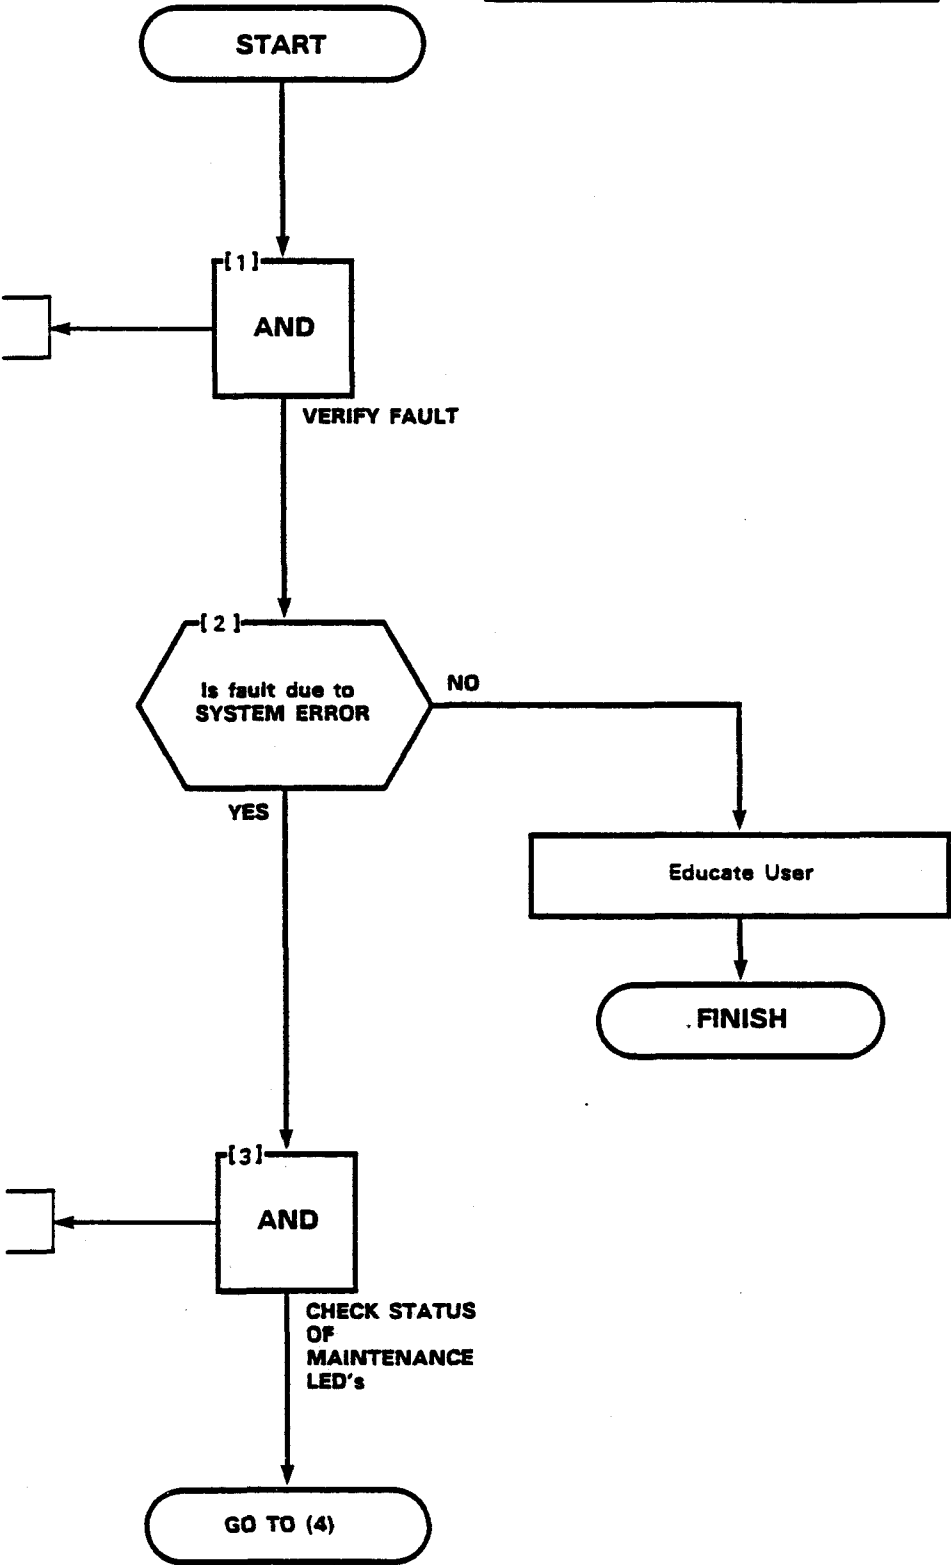 START
[1]
AND
VERIFY FAULT
[2]
Is fault due to
SYSTEM ERROR
NO
YES
Educate User
FINISH
[3]
AND
CHECK STATUS
OF
MAINTENANCE
LED's
GO TO (4)